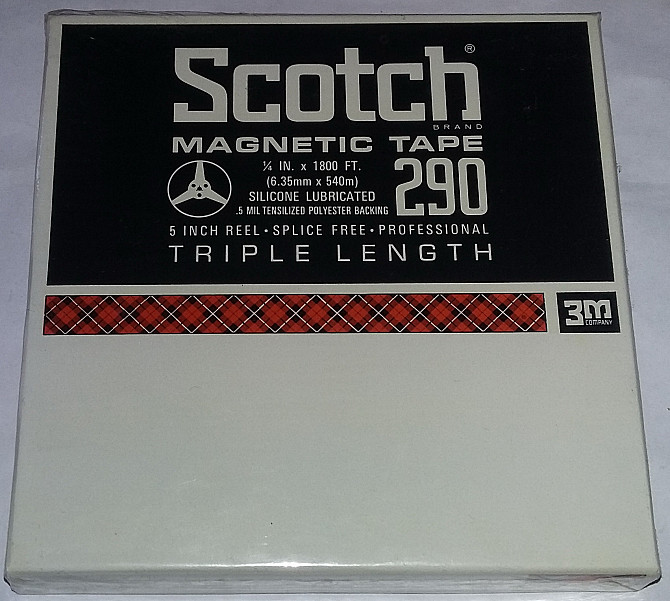 Scotch®
BRAND
MAGNETIC TAPE
¼ IN. x 1800 FT.
(6.35mm x 540m)
SILICONE LUBRICATED
.5 MIL TENSILIZED POLYESTER BACKING
290
5 INCH REEL • SPLICE FREE • PROFESSIONAL
TRIPLE LENGTH
3M
COMPANY